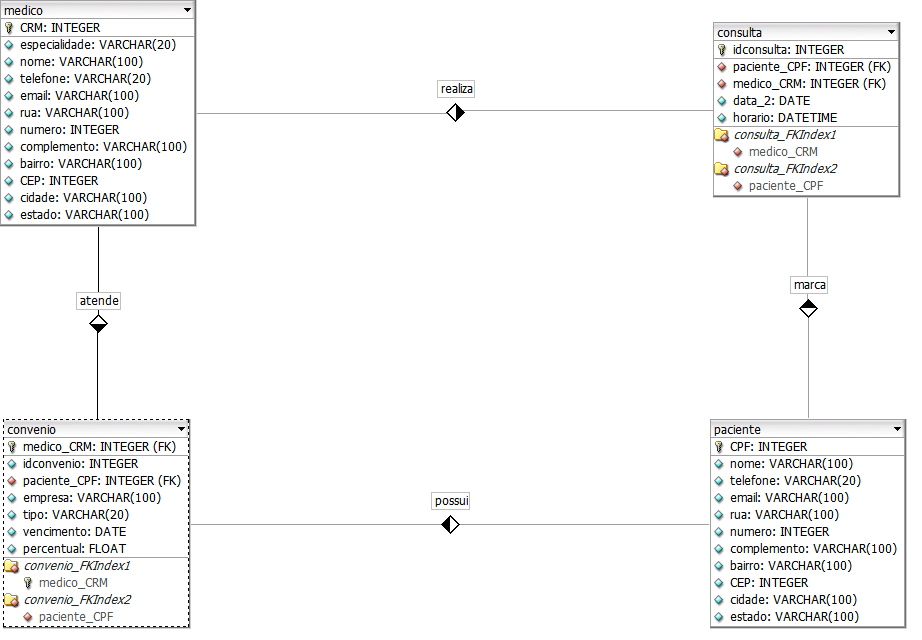 medico
CRM: INTEGER
especialidade: VARCHAR(20)
nome: VARCHAR(100)
telefone: VARCHAR(20)
email: VARCHAR(100)
rua: VARCHAR(100)
numero: INTEGER
complemento: VARCHAR(100)
bairro: VARCHAR(100)
CEP: INTEGER
cidade: VARCHAR(100)
estado: VARCHAR(100)
realiza
consulta
idconsulta: INTEGER
paciente_CPF: INTEGER (FK)
medico_CRM: INTEGER (FK)
data_2: DATE
horario: DATETIME
consulta_FKIndex1
medico_CRM
consulta_FKIndex2
paciente_CPF
atende
marca
convenio
medico_CRM: INTEGER (FK)
idconvenio: INTEGER
paciente_CPF: INTEGER (FK)
empresa: VARCHAR(100)
tipo: VARCHAR(20)
vencimento: DATE
percentual: FLOAT
convenio_FKIndex1
medico_CRM
convenio_FKIndex2
paciente_CPF
possui
paciente
CPF: INTEGER
nome: VARCHAR(100)
telefone: VARCHAR(20)
email: VARCHAR(100)
rua: VARCHAR(100)
numero: INTEGER
complemento: VARCHAR(100)
bairro: VARCHAR(100)
CEP: INTEGER
cidade: VARCHAR(100)
estado: VARCHAR(100)